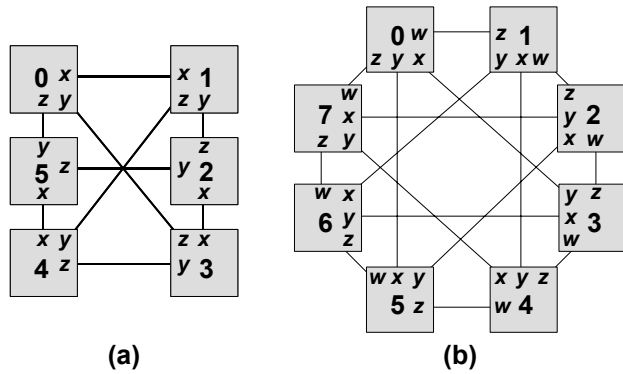 0 x x 1
z y z y
y z
5 z y 2
x x
x y z x
4 z y 3
0 w z 1
z y x y x w
w z
7 x y 2
z y x w
w x y z
6 y x 3
z w
w x y x y z
5 z w 4
(a) (b)